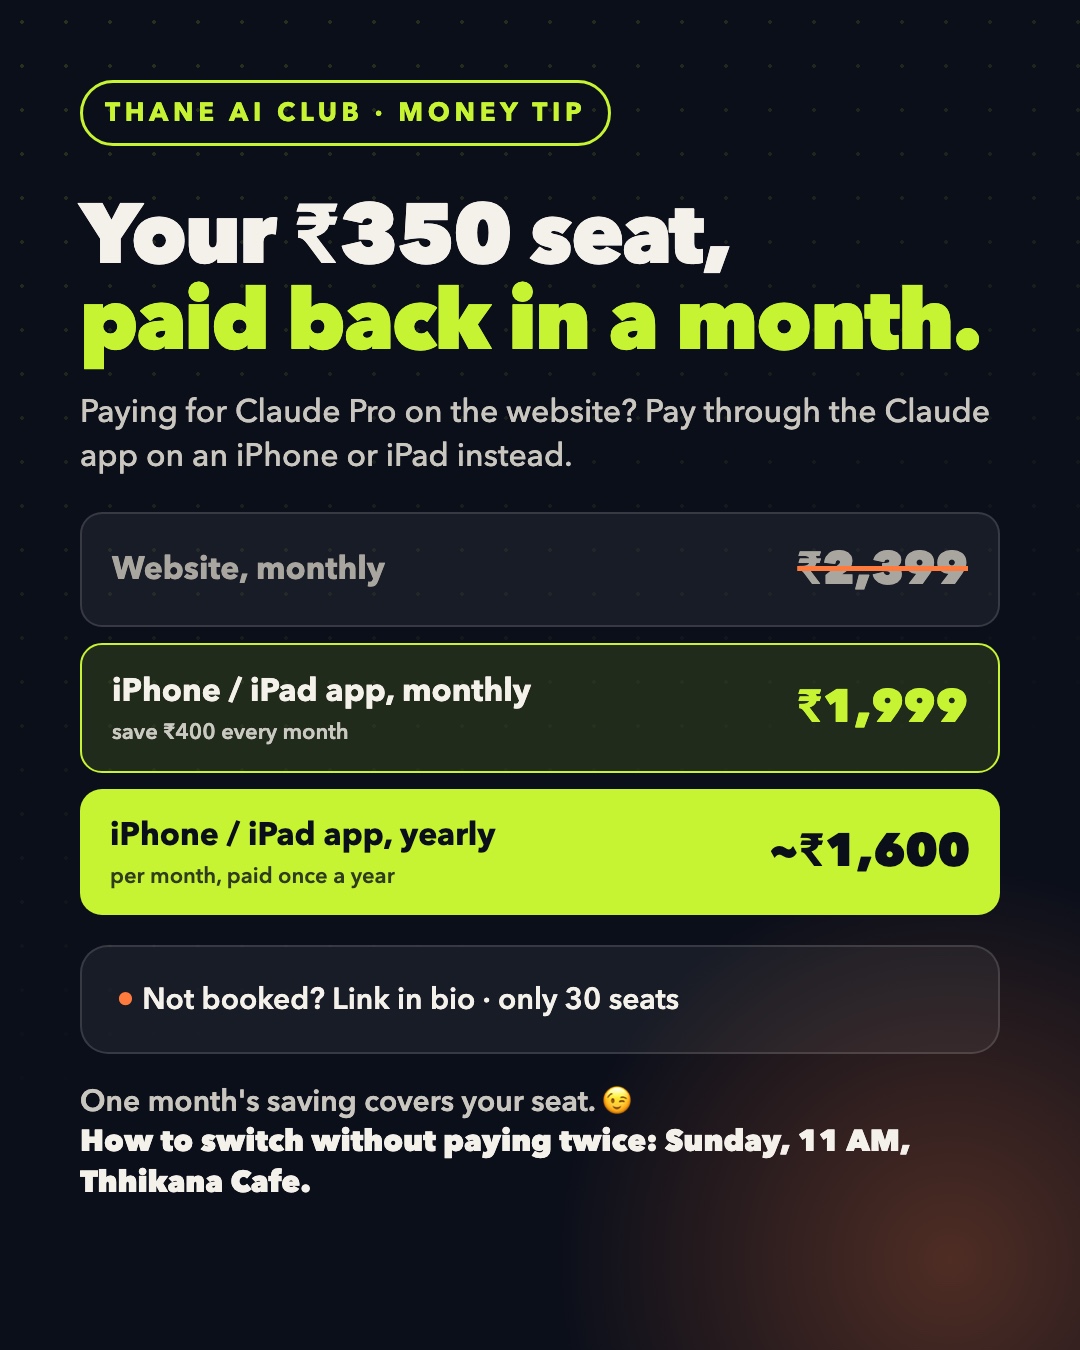 THANE AI CLUB · MONEY TIP
Your ₹350 seat,
paid back in a month.
Paying for Claude Pro on the website? Pay through the Claude
app on an iPhone or iPad instead.
Website, monthly
₹2,399
iPhone / iPad app, monthly
₹1,999
save ₹400 every month
iPhone / iPad app, yearly
~₹1,600
per month, paid once a year
Not booked? Link in bio · only 30 seats
One month's saving covers your seat. 😉
How to switch without paying twice: Sunday, 11 AM,
Thhikana Cafe.